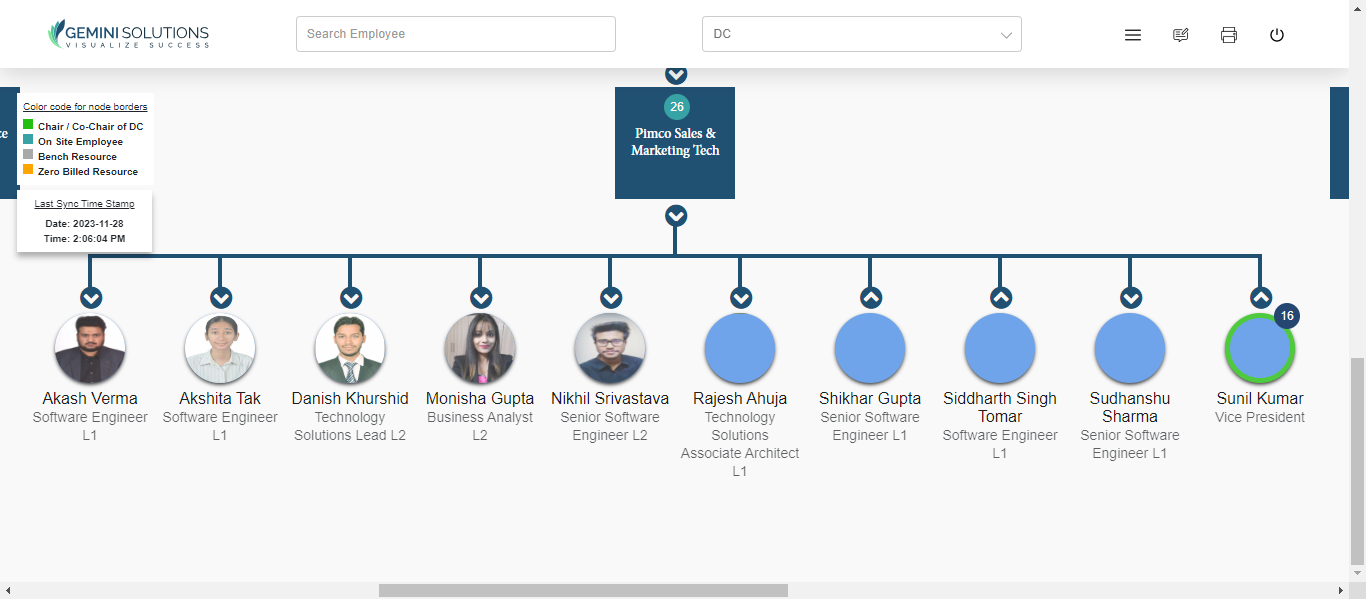 GEMINI SOLUTIONS
VISUALIZE SUCCESS
Search Employee
DC
Color code for node borders
Chair / Co-Chair of DC
On Site Employee
Bench Resource
Zero Billed Resource
Last Sync Time Stamp
Date: 2023-11-28
Time: 2:06:04 PM
26
Pimco Sales &
Marketing Tech
Akash Verma
Software Engineer
L1
Akshita Tak
Software Engineer
L1
Danish Khurshid
Technology
Solutions Lead L2
Monisha Gupta
Business Analyst
L2
Nikhil Srivastava
Senior Software
Engineer L2
Rajesh Ahuja
Technology
Solutions
Associate Architect
L1
Shikhar Gupta
Senior Software
Engineer L1
Siddharth Singh
Tomar
Software Engineer
L1
Sudhanshu
Sharma
Senior Software
Engineer L1
16
Sunil Kumar
Vice President